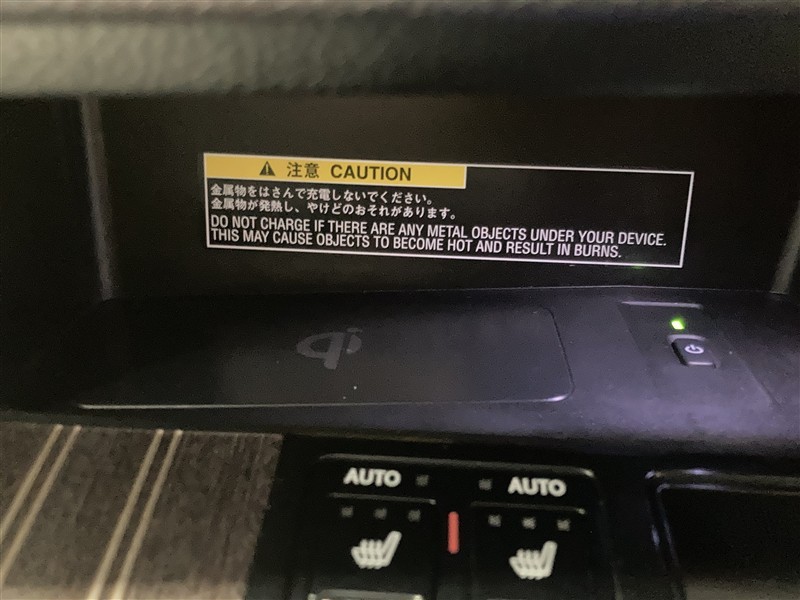 注意 CAUTION
金属物をはさんで充電しないでください。
金属物が発熱し、やけどのおそれがあります。
DO NOT CHARGE IF THERE ARE ANY METAL OBJECTS UNDER YOUR DEVICE.
THIS MAY CAUSE OBJECTS TO BECOME HOT AND RESULT IN BURNS.
qi
AUTO AUTO